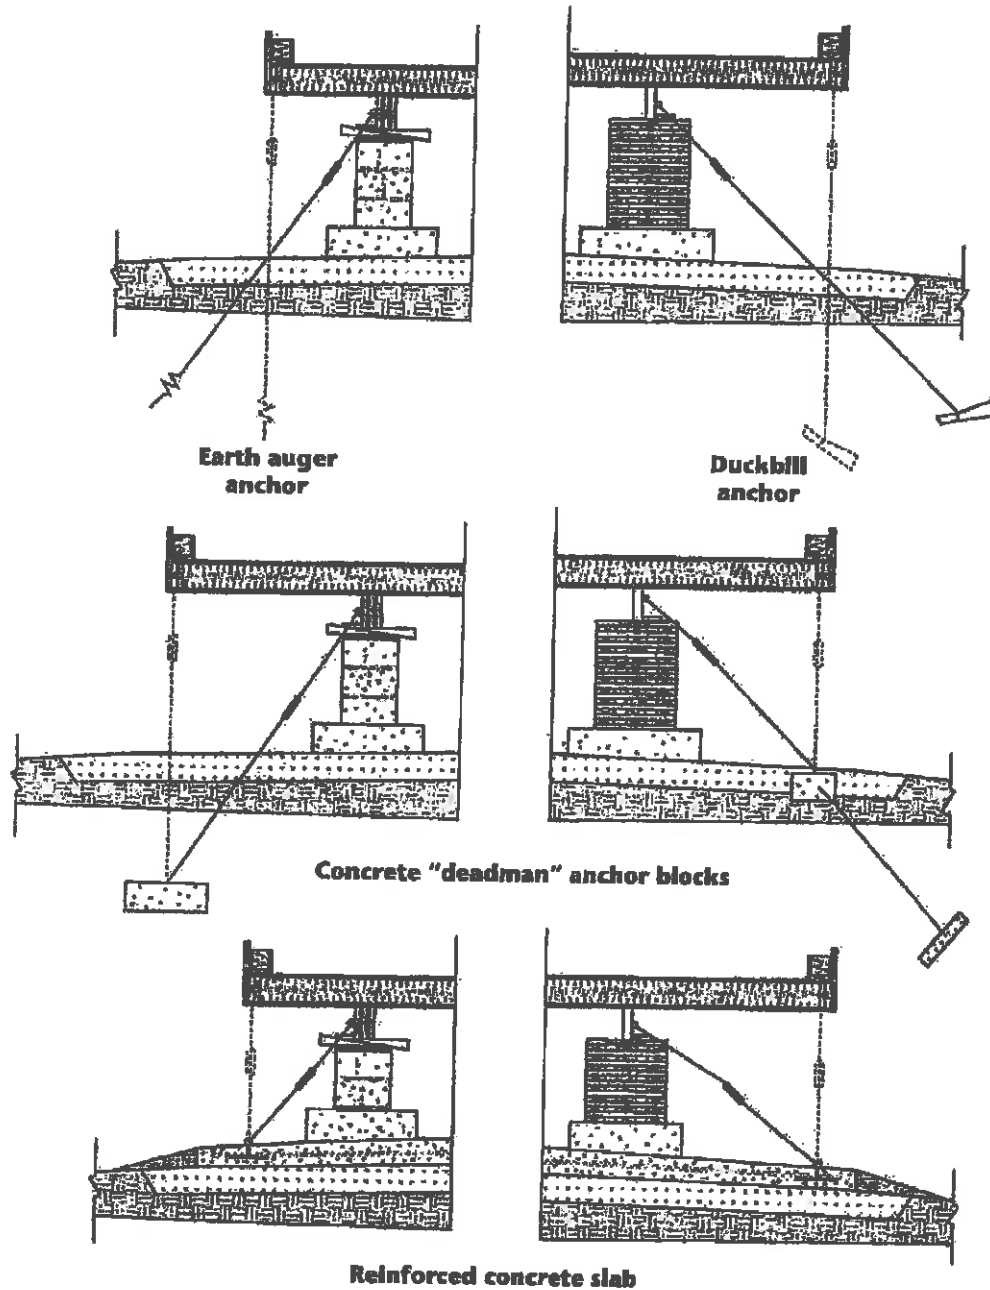 Earth auger
anchor
Duckbill
anchor
Concrete “deadman” anchor blocks
Reinforced concrete slab